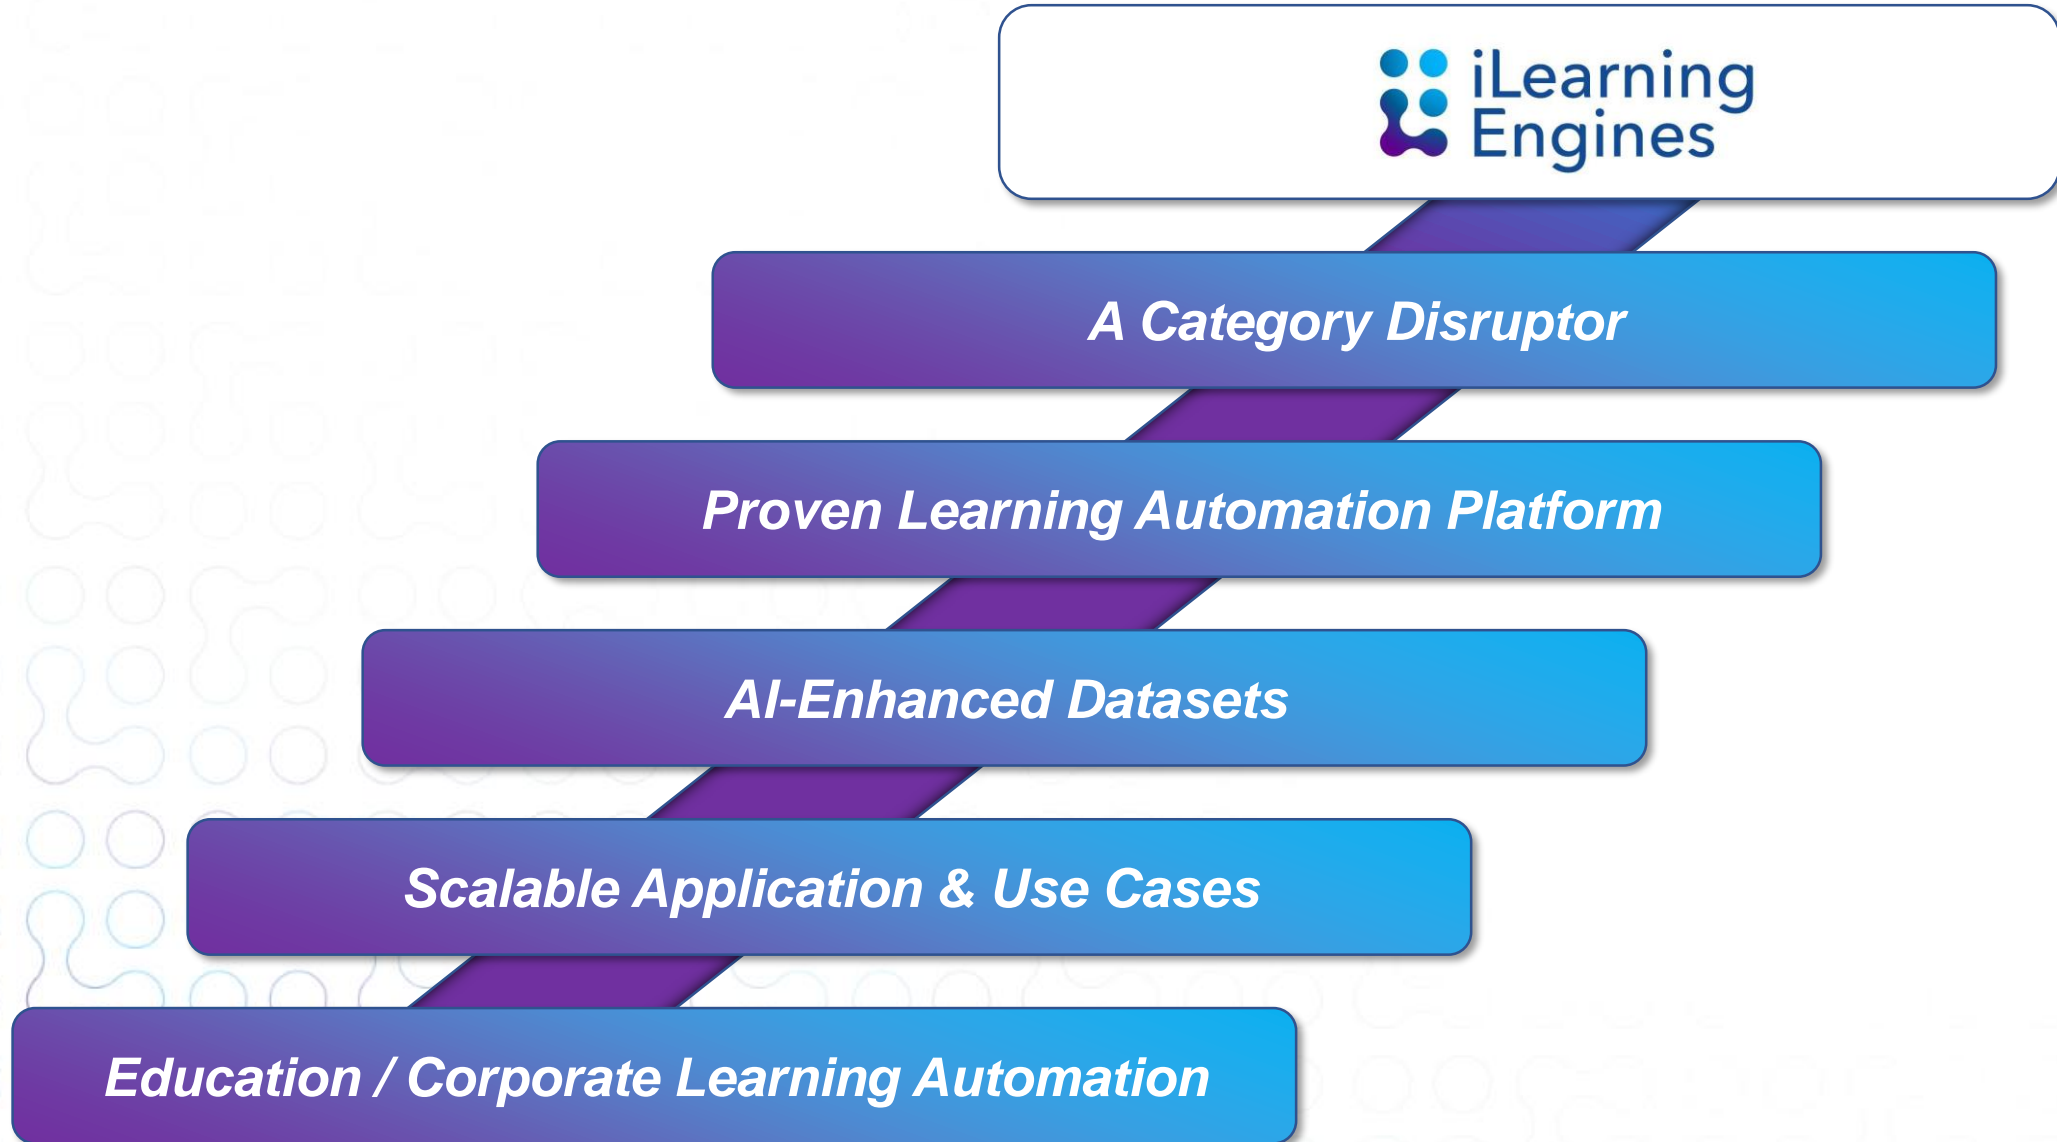 iLearning
Engines
A Category Disruptor
Proven Learning Automation Platform
AI-Enhanced Datasets
Scalable Application & Use Cases
Education / Corporate Learning Automation